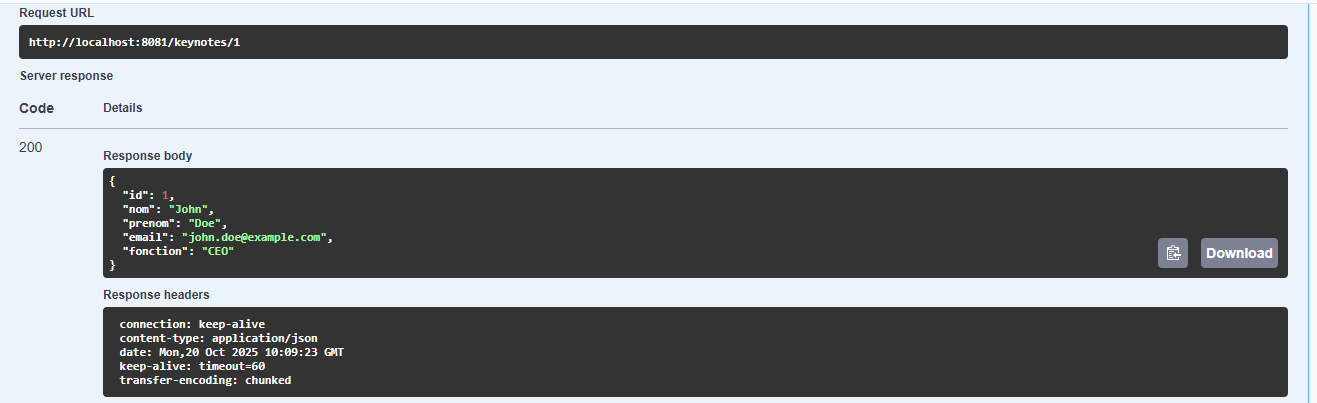 Request URL
http://localhost:8081/keynotes/1
Server response
Code Details
200
Response body
{
  "id": 1,
  "nom": "John",
  "prenom": "Doe",
  "email": "john.doe@example.com",
  "fonction": "CEO"
}
Download
Response headers
connection: keep-alive
content-type: application/json
date: Mon,20 Oct 2025 10:09:23 GMT
keep-alive: timeout=60
transfer-encoding: chunked